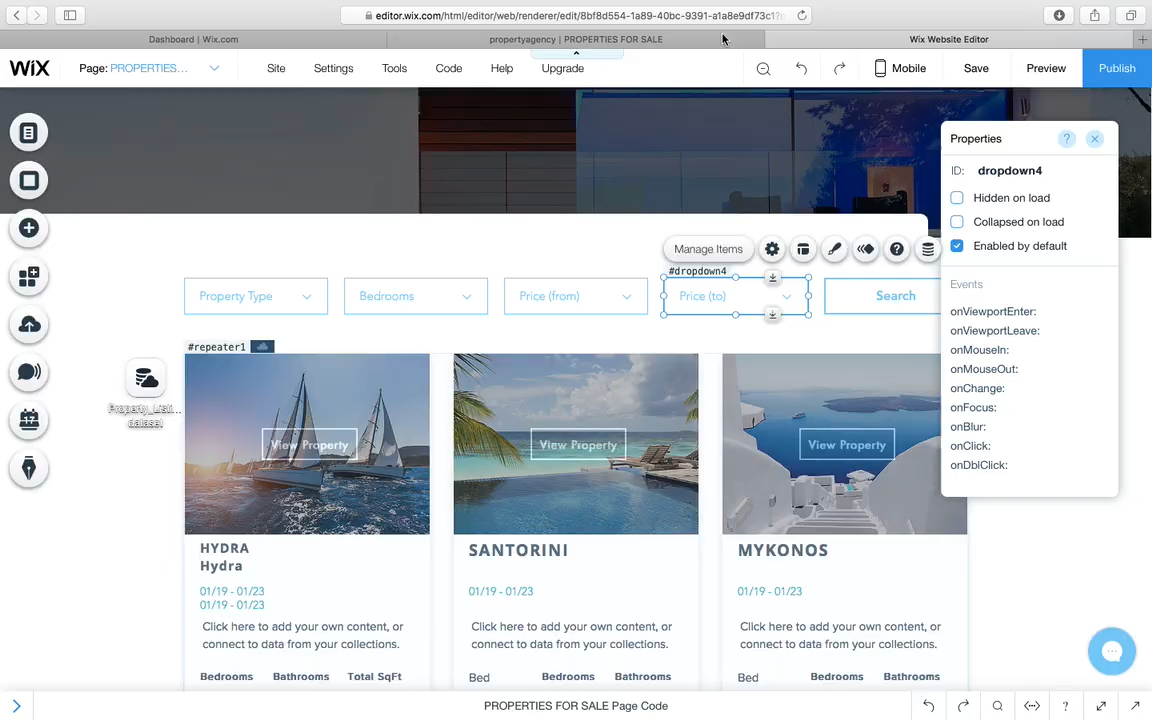 editor.wix.com/html/editor/web/renderer/edit/8bf8d554-1a89-40bc-9391-a1a8e9df73c1?m
Dashboard | Wix.com
propertyagency | PROPERTIES FOR SALE
Wix Website Editor
WiX
Page: PROPERTIES...
Site
Settings
Tools
Code
Help
Upgrade
Mobile
Save
Preview
Publish
Properties
?
ID: dropdown4
Hidden on load
Collapsed on load
Enabled by default
Events
onViewportEnter:
onViewportLeave:
onMouseIn:
onMouseOut:
onChange:
onFocus:
onBlur:
onClick:
onDblClick:
Manage Items
?
#dropdown4
Property Type
Bedrooms
Price (from)
Price (to)
Search
#repeater1
dataset
View Property
View Property
View Property
HYDRA
Hydra
01/19 - 01/23
01/19 - 01/23
Click here to add your own content, or
connect to data from your collections.
Bedrooms Bathrooms Total SqFt
SANTORINI
01/19 - 01/23
Click here to add your own content, or
connect to data from your collections.
Bed Bedrooms Bathrooms
MYKONOS
01/19 - 01/23
Click here to add your own content, or
connect to data from your collections.
Bed Bedrooms Bathrooms
PROPERTIES FOR SALE Page Code
?